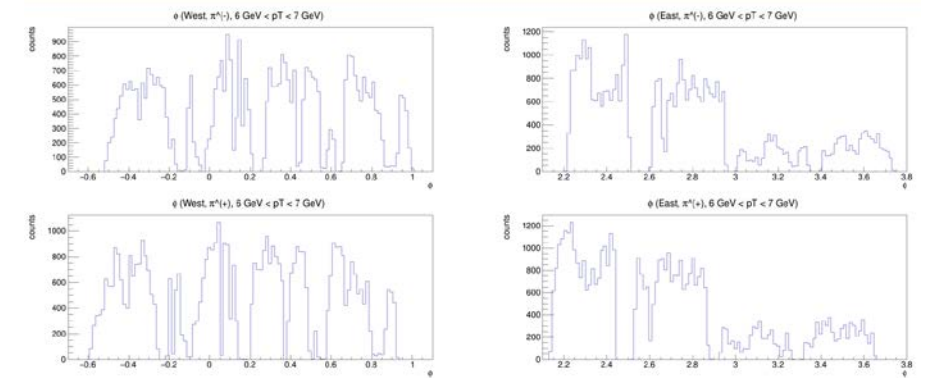 φ (West, π^(-), 6 GeV < pT < 7 GeV)
counts
900
800
700
600
500
400
300
200
100
0
−0.6 −0.4 −0.2 0 0.2 0.4 0.6 0.8 1
φ
φ (East, π^(-), 6 GeV < pT < 7 GeV)
counts
1200
1000
800
600
400
200
0
2.2 2.4 2.6 2.8 3.0 3.2 3.4 3.6 3.8
φ
φ (West, π^(+), 6 GeV < pT < 7 GeV)
counts
1000
800
600
400
200
0
−0.6 −0.4 −0.2 0 0.2 0.4 0.6 0.8 1
φ
φ (East, π^(+), 6 GeV < pT < 7 GeV)
counts
1200
1000
800
600
400
200
0
2.2 2.4 2.6 2.8 3.0 3.2 3.4 3.6 3.8
φ